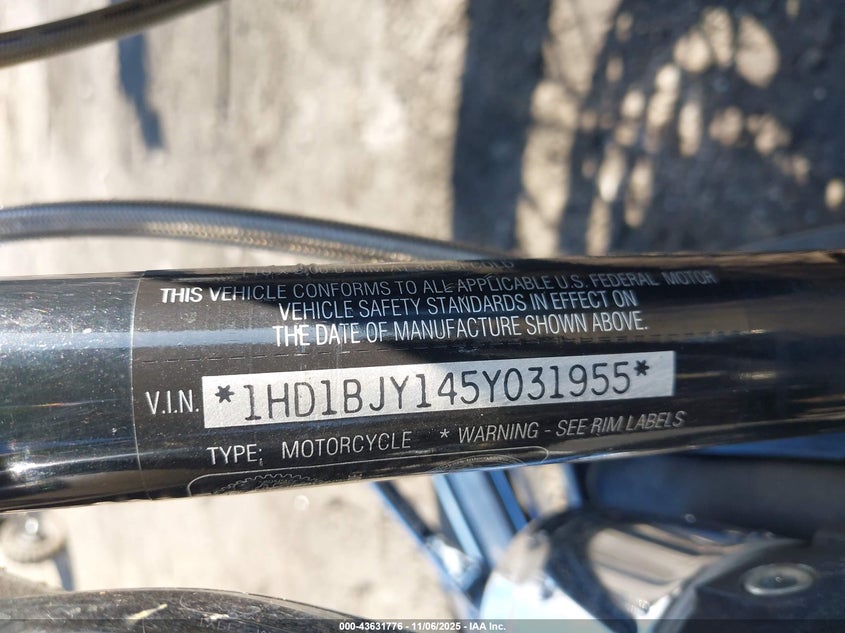 THIS VEHICLE CONFORMS TO ALL APPLICABLE U.S. FEDERAL MOTOR
VEHICLE SAFETY STANDARDS IN EFFECT ON
THE DATE OF MANUFACTURE SHOWN ABOVE.
V.I.N. *1HD1BJY145Y031955*
TYPE: MOTORCYCLE * WARNING - SEE RIM LABELS
000-43631776 - 11/06/2025 - IAA Inc.